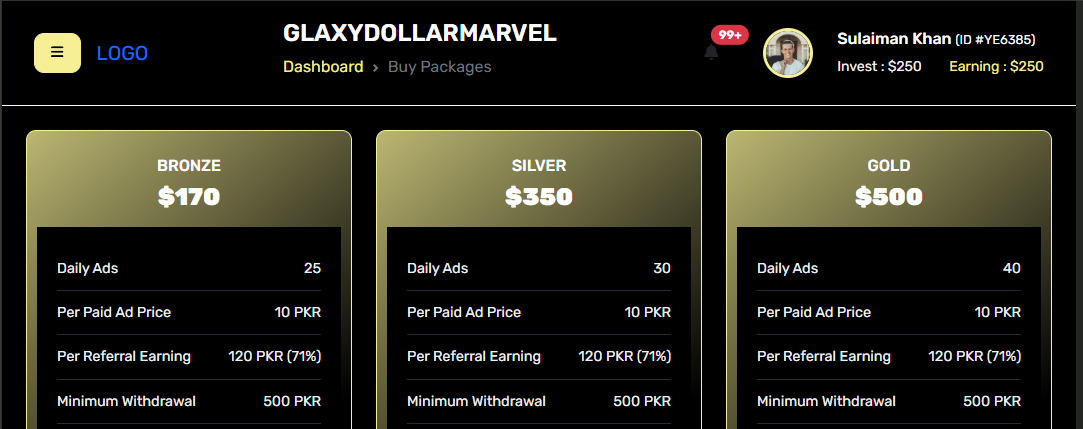 GLAXYDOLLARMARVEL
LOGO
Dashboard › Buy Packages
99+
Sulaiman Khan (ID #YE6385)
Invest : $250 Earning : $250
BRONZE
$170
Daily Ads 25
Per Paid Ad Price 10 PKR
Per Referral Earning 120 PKR (71%)
Minimum Withdrawal 500 PKR
SILVER
$350
Daily Ads 30
Per Paid Ad Price 10 PKR
Per Referral Earning 120 PKR (71%)
Minimum Withdrawal 500 PKR
GOLD
$500
Daily Ads 40
Per Paid Ad Price 10 PKR
Per Referral Earning 120 PKR (71%)
Minimum Withdrawal 500 PKR